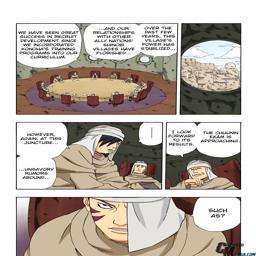 OVER THE
PAST FEW
YEARS, THIS
VILLAGE'S
POWER HAS
STABILIZED...
...AND OUR
RELATIONSHIPS
WITH OTHER
ALLY NATIONS'
SHINOBI
VILLAGES HAVE
FLORISHED...
WE HAVE SEEN GREAT
SUCCESS IN RECRUIT
DEVELOPMENT SINCE
WE INCORPORATED
KONOHA'S TRAINING
PROGRAMS INTO OUR
CURRICULUM.
THE CHUUNIN
EXAM IS
APPROACHING.
I LOOK
FORWARD
TO ITS
RESULTS.
HOWEVER,
AGAIN, AT THIS
JUNCTURE...
...UNSAVORY
RUMORS
ABOUND...
SUCH
AS?